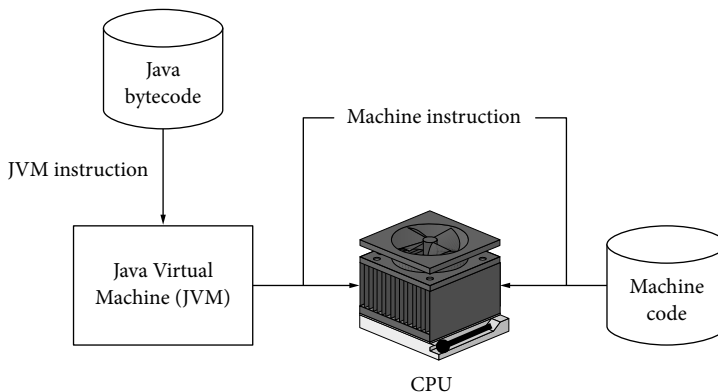 Java
bytecode
Machine instruction
JVM instruction
Java Virtual
Machine (JVM)
Machine
code
CPU